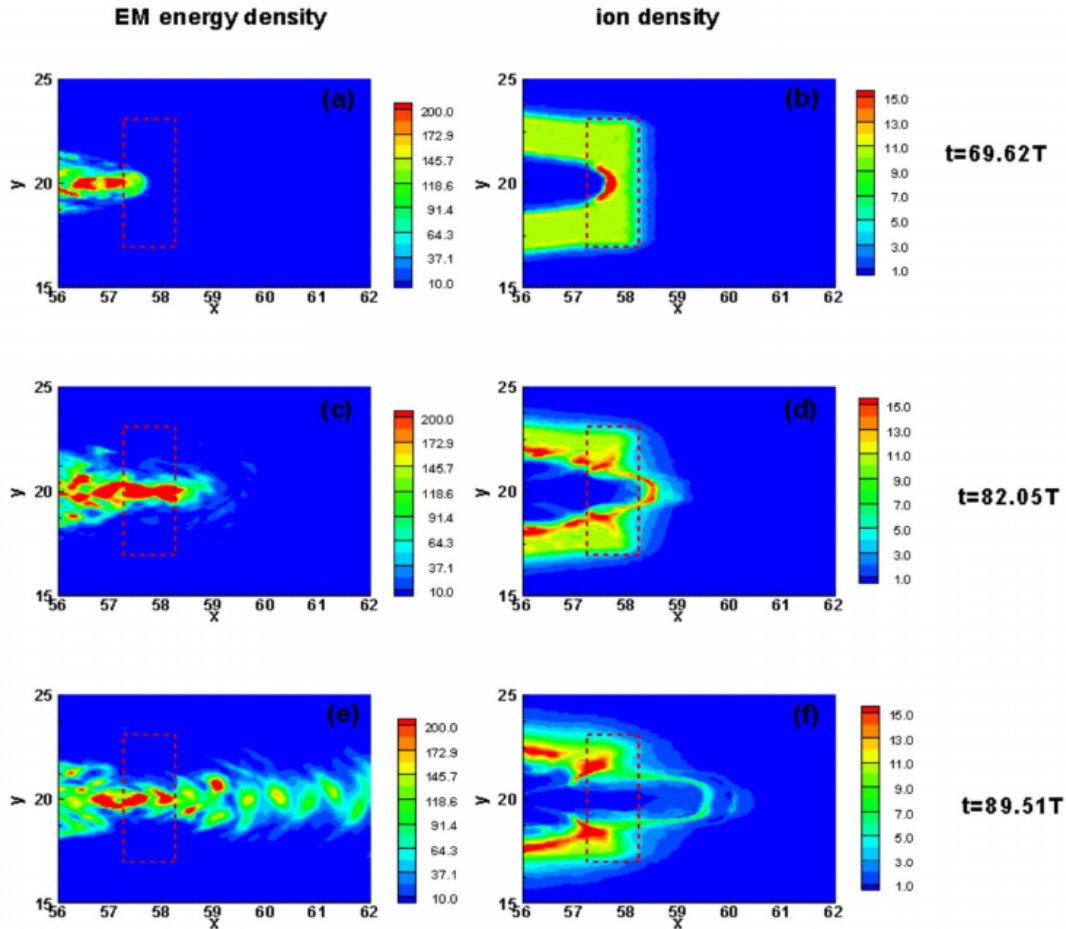 EM energy density ion density
25 (a) 25 (b)
200.0 15.0
172.9 13.0
145.7 11.0 t=69.62T
y 20 118.6 y 20 9.0
91.4 7.0
64.3 5.0
37.1 3.0
10.0 1.0
15 15
56 57 58 59 60 61 62 56 57 58 59 60 61 62
x x
25 (c) 25 (d)
200.0 15.0
172.9 13.0
145.7 11.0
y 20 118.6 y 20 9.0 t=82.05T
91.4 7.0
64.3 5.0
37.1 3.0
10.0 1.0
15 15
56 57 58 59 60 61 62 56 57 58 59 60 61 62
x x
25 (e) 25 (f)
200.0 15.0
172.9 13.0
145.7 11.0
y 20 118.6 y 20 9.0 t=89.51T
91.4 7.0
64.3 5.0
37.1 3.0
10.0 1.0
15 15
56 57 58 59 60 61 62 56 57 58 59 60 61 62
x x